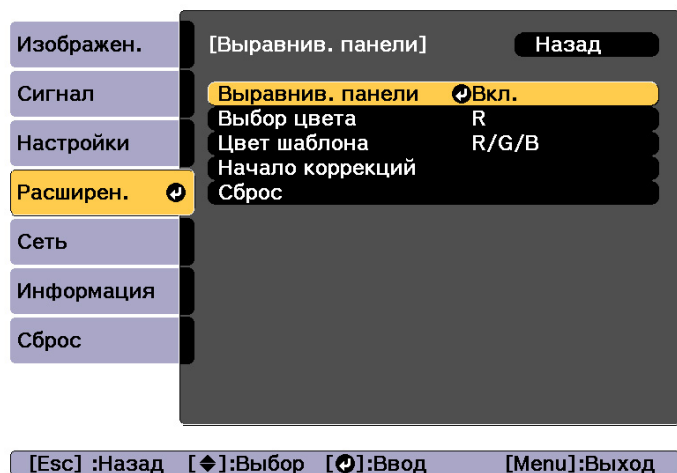 Изображен.
Сигнал
Настройки
Расширен.
Сеть
Информация
Сброс
[Выравнив. панели] Назад
Выравнив. панели Вкл.
Выбор цвета R
Цвет шаблона R/G/B
Начало коррекций
Сброс
[Esc] :Назад [◆]:Выбор [↵]:Ввод [Menu]:Выход